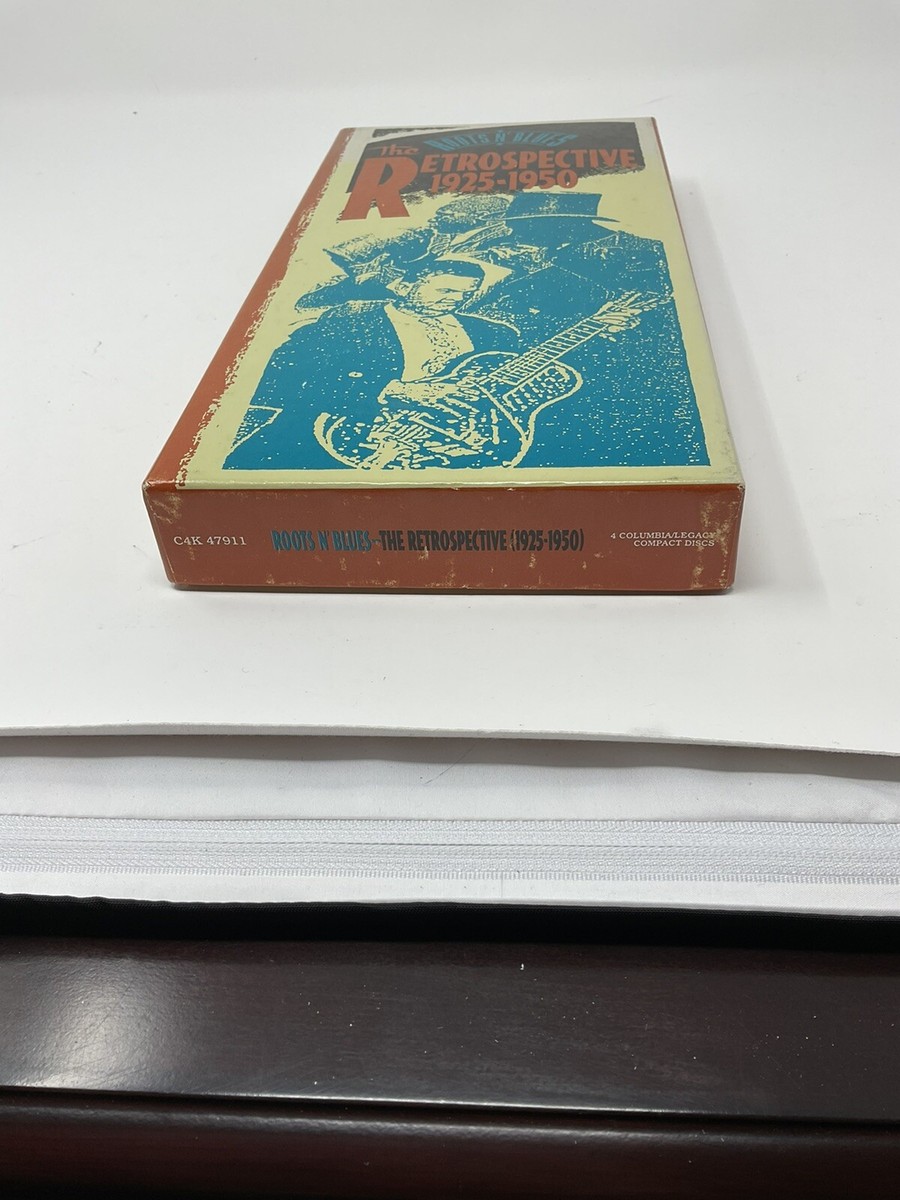 ROOTS N' BLUES
The RETROSPECTIVE
1925-1950
C4K 47911 ROOTS N' BLUES--THE RETROSPECTIVE (1925-1950) 4 COLUMBIA/LEGACY
COMPACT DISCS